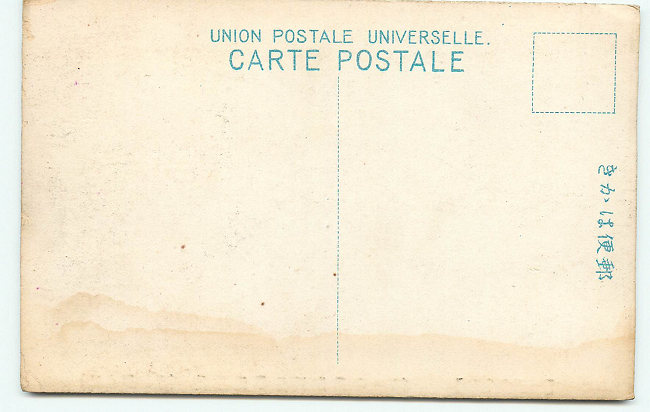 UNION POSTALE UNIVERSELLE.
CARTE POSTALE
きかは便郵